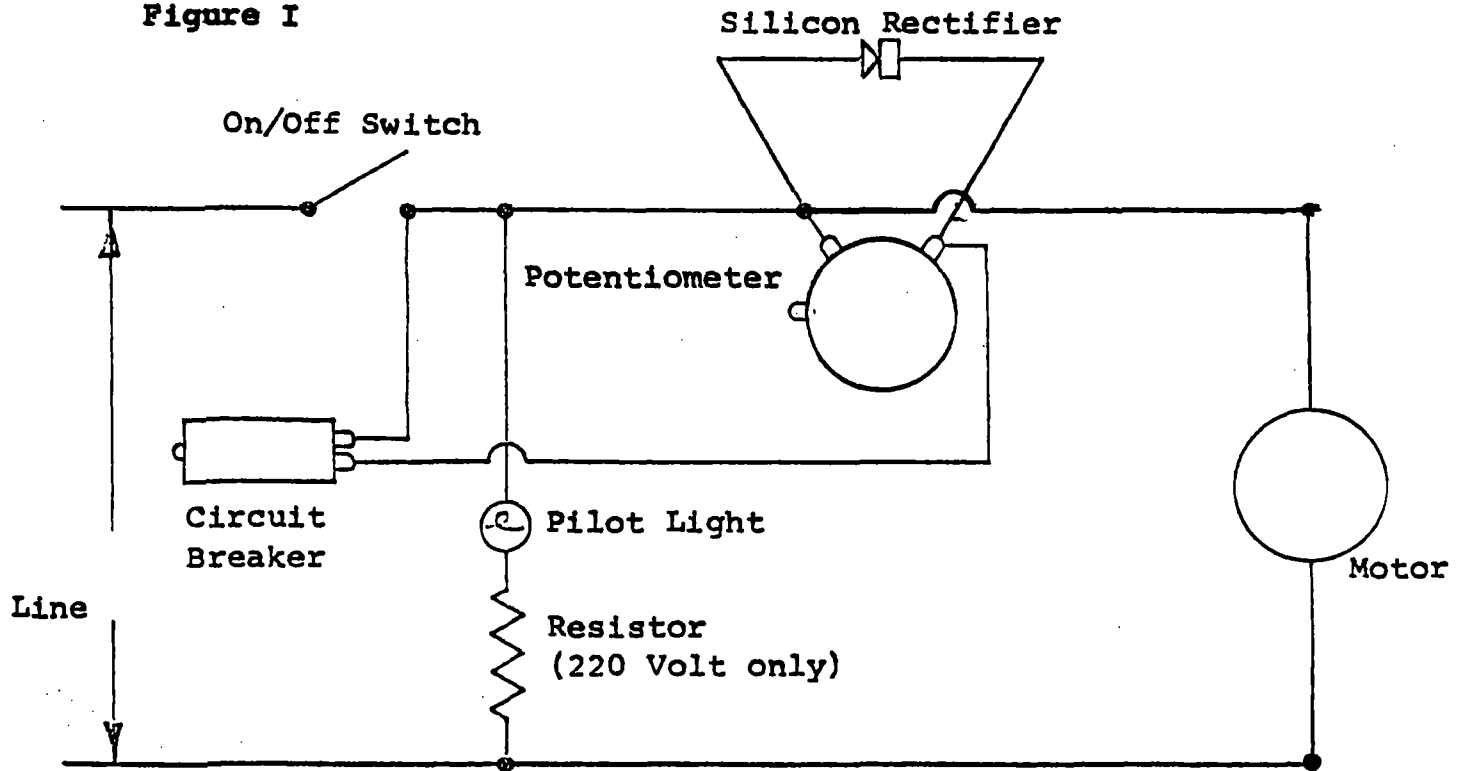 Figure I
Silicon Rectifier
On/Off Switch
Potentiometer
Circuit
Breaker
Pilot Light
Motor
Line
Resistor
(220 Volt only)